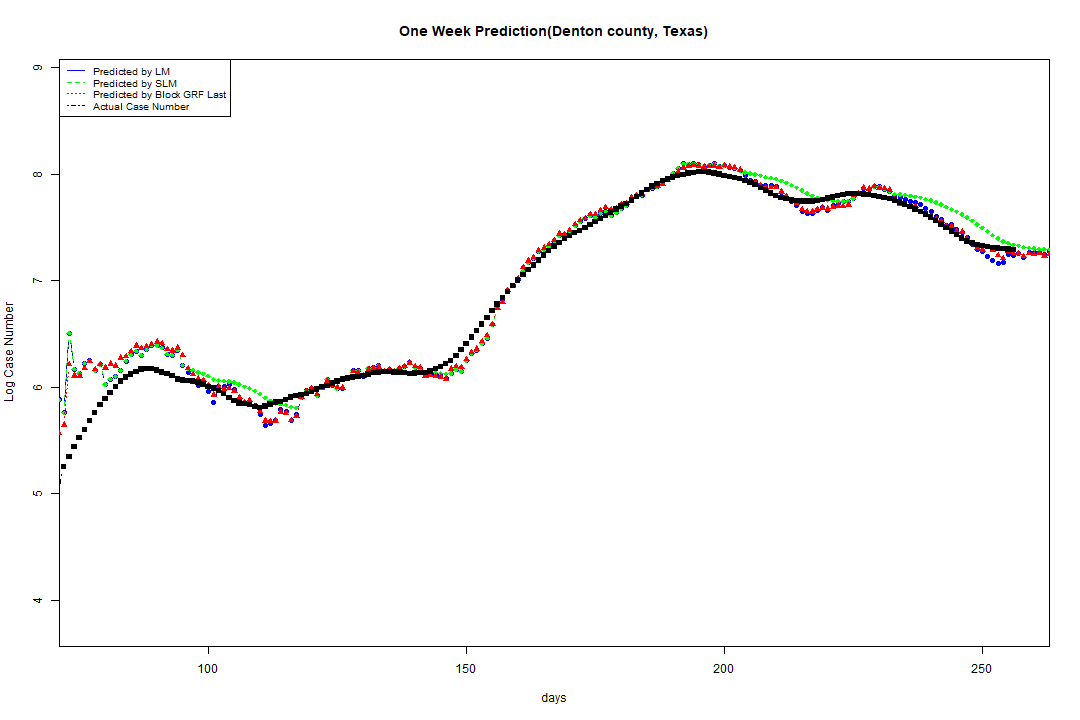 One Week Prediction(Denton county, Texas)
Predicted by LM
Predicted by SLM
Predicted by Block GRF Last
Actual Case Number
9
8
7
6
5
4
Log Case Number
100 150 200 250
days